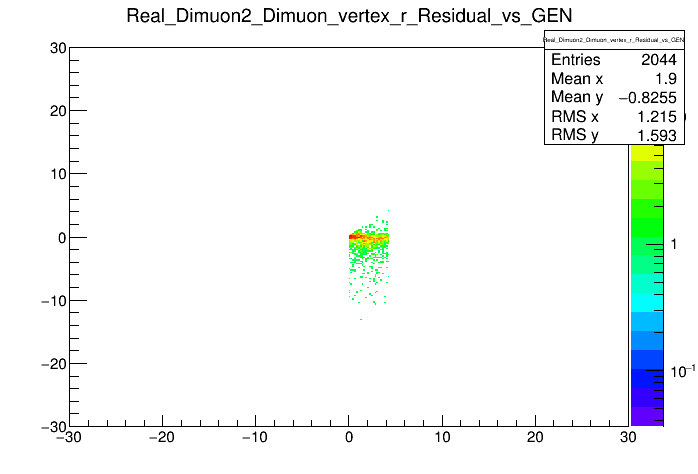 Real_Dimuon2_Dimuon_vertex_r_Residual_vs_GEN
Real_Dimuon2_Dimuon_vertex_r_Residual_vs_GEN
Entries 2044
Mean x 1.9
Mean y −0.8255
RMS x 1.215
RMS y 1.593
30
20
10
0
−10
−20
−30
−30
−20
−10
0
10
20
30
1
10⁻¹